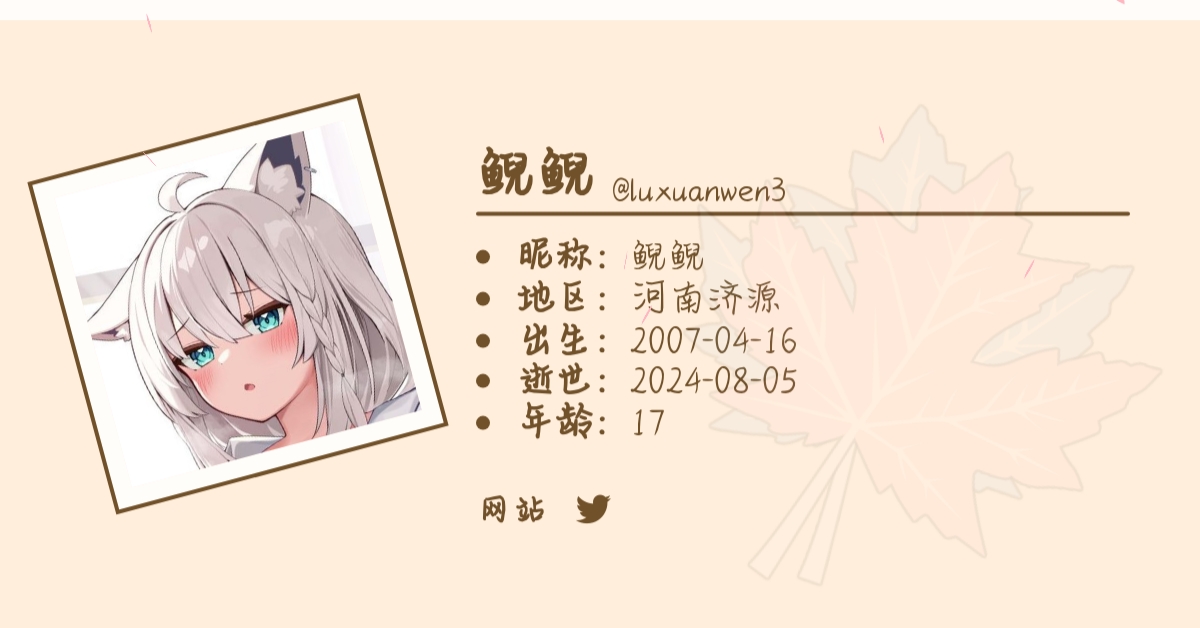 鲵鲵 @luxuanwen3
昵称：鲵鲵
地区：河南济源
出生：2007-04-16
逝世：2024-08-05
年龄：17
网站